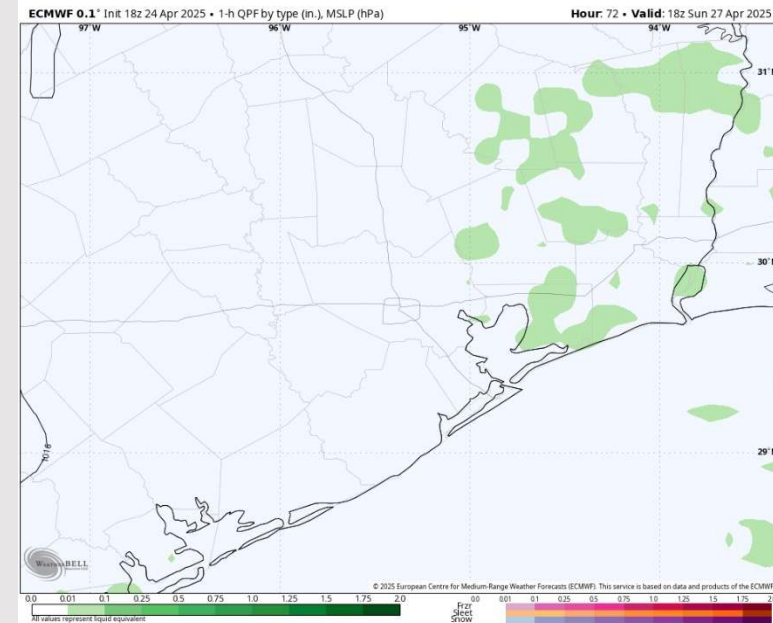 ECMWF 0.1° Init 18z 24 Apr 2025 • 1-h QPF by type (in.), MSLP (hPa) Hour: 72 • Valid: 18z Sun 27 Apr 2025
97°W 96°W 95°W 94°W
31°N
30°N
29°N
1016
WeatherBELL
© 2025 European Centre for Medium-Range Weather Forecasts (ECMWF). This service is based on data and products of the ECMWF
0.0 0.01 0.1 0.25 0.5 0.75 1.0 1.25 1.5 1.75 2.0
All values represent liquid equivalent
0.0 0.01 0.1 0.25 0.5 0.75 1.0 1.25 1.5 1.75 2.0
Frzr
Sleet
Snow